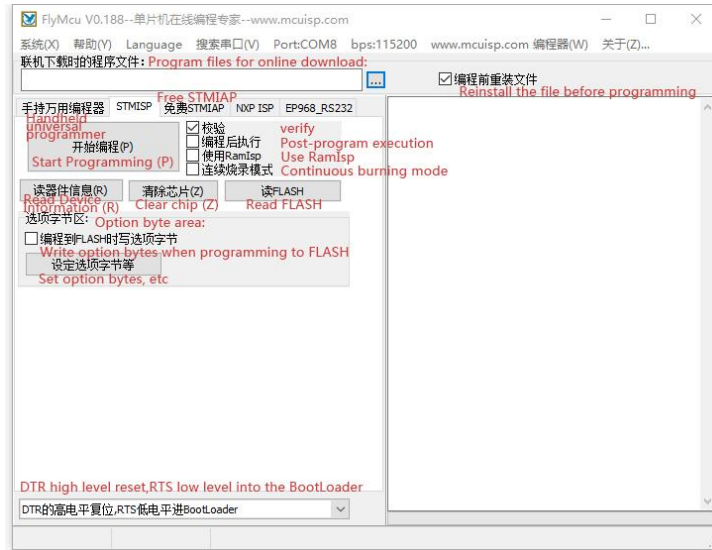 FlyMcu V0.188--单片机在线编程专家--www.mcuisp.com
系统(X) 帮助(Y) Language 搜索串口(V) Port:COM8 bps:115200 www.mcuisp.com 编程器(W) 关于(Z)...
联机下载时的程序文件: Program files for online download:
...
编程前重装文件
Reinstall the file before programming
Free STMIAP
手持万用编程器 STMISP 免费STMIAP NXP ISP EP968_RS232
Handheld
universal
programmer
开始编程(P)
Start Programming (P)
校验 verify
编程后执行 Post-program execution
使用RamIsp Use RamIsp
连续烧录模式 Continuous burning mode
读器住信息(R) 清除芯片(Z) 读FLASH
Read Device
Information (R) Clear chip (Z) Read FLASH
选项字节区: Option byte area:
编程到FLASH时写选项字节
Write option bytes when programming to FLASH
设定选项字节等
Set option bytes, etc
DTR high level reset,RTS low level into the BootLoader
DTR的高电平复位,RTS低电平进BootLoader